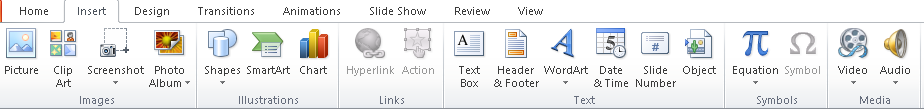 Home Insert Design Transitions Animations Slide Show Review View
Picture Clip Screenshot Photo Shapes SmartArt Chart Hyperlink Action Text Header WordArt Date Slide Object Equation Symbol Video Audio
Art Album Box & Footer & Time Number
Images Illustrations Links Text Symbols Media